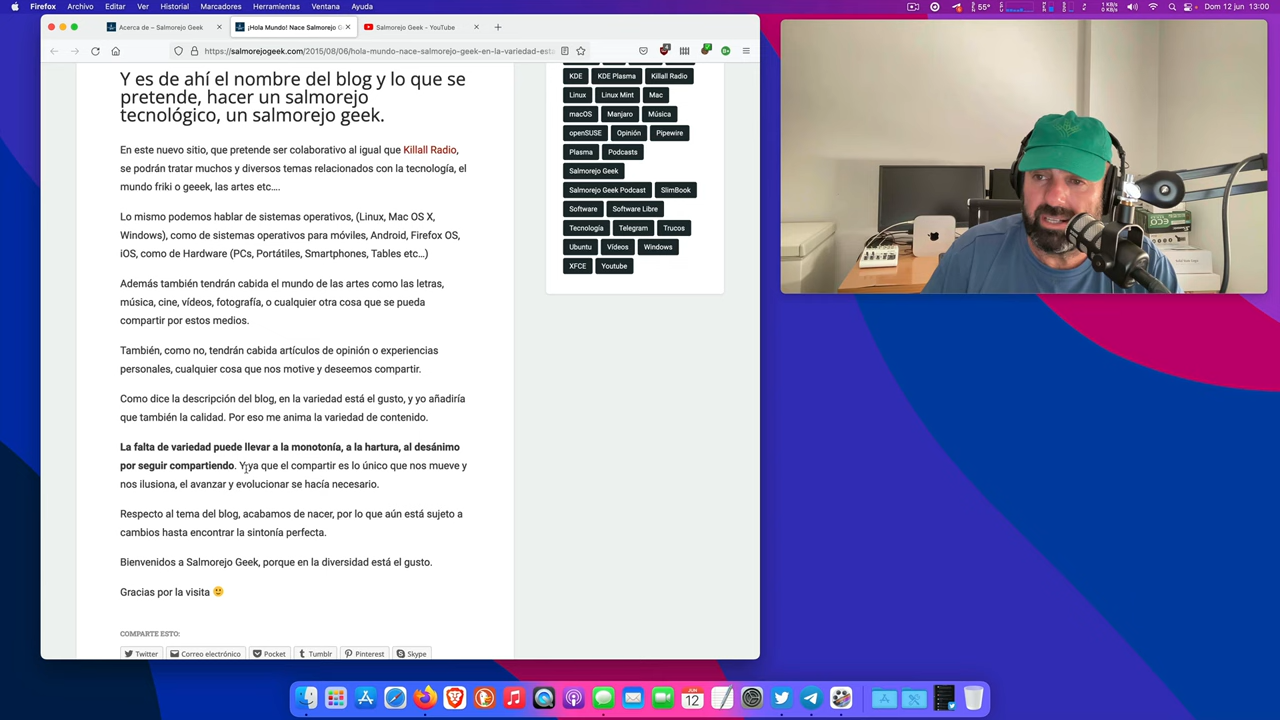 Firefox Archivo Editar Ver Historial Marcadores Herramientas Ventana Ayuda
55° 1 KB/s Dom 12 jun 13:00
Acerca de – Salmorejo Geek
¡Hola Mundo! Nace Salmorejo G
Salmorejo Geek - YouTube
https://salmorejogeek.com/2015/08/06/hola-mundo-nace-salmorejo-geek-en-la-variedad-est
Y es de ahí el nombre del blog y lo que se
pretende, hacer un salmorejo
tecnológico, un salmorejo geek.
En este nuevo sitio, que pretende ser colaborativo al igual que Killall Radio,
se podrán tratar muchos y diversos temas relacionados con la tecnología, el
mundo friki o geeek, las artes etc….
Lo mismo podemos hablar de sistemas operativos, (Linux, Mac OS X,
Windows), como de sistemas operativos para móviles, Android, Firefox OS,
iOS, como de Hardware (PCs, Portátiles, Smartphones, Tables etc…)
Además también tendrán cabida el mundo de las artes como las letras,
música, cine, vídeos, fotografía, o cualquier otra cosa que se pueda
compartir por estos medios.
También, como no, tendrán cabida artículos de opinión o experiencias
personales, cualquier cosa que nos motive y deseemos compartir.
Como dice la descripción del blog, en la variedad está el gusto, y yo añadiría
que también la calidad. Por eso me anima la variedad de contenido.
La falta de variedad puede llevar a la monotonía, a la hartura, al desánimo
por seguir compartiendo. Y ya que el compartir es lo único que nos mueve y
nos ilusiona, el avanzar y evolucionar se hacía necesario.
Respecto al tema del blog, acabamos de nacer, por lo que aún está sujeto a
cambios hasta encontrar la sintonía perfecta.
Bienvenidos a Salmorejo Geek, porque en la diversidad está el gusto.
Gracias por la visita
COMPARTE ESTO:
Twitter Correo electrónico Pocket Tumblr Pinterest Skype
KDE KDE Plasma Killall Radio
Linux Linux Mint Mac
macOS Manjaro Música
openSUSE Opinión Pipewire
Plasma Podcasts
Salmorejo Geek
Salmorejo Geek Podcast SlimBook
Software Software Libre
Tecnología Telegram Trucos
Ubuntu Vídeos Windows
XFCE Youtube
ECO
JUN
12